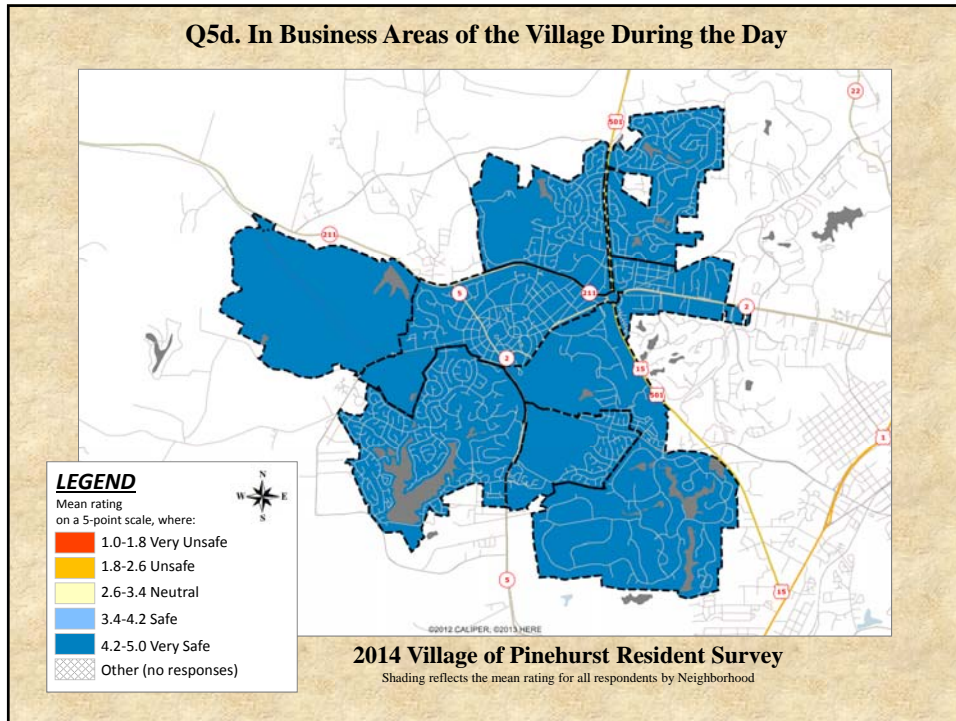 Q5d. In Business Areas of the Village During the Day
22
501
211
5
211
2
2
15
501
1
5
15
LEGEND
Mean rating
on a 5-point scale, where:
N
W E
S
1.0-1.8 Very Unsafe
1.8-2.6 Unsafe
2.6-3.4 Neutral
3.4-4.2 Safe
4.2-5.0 Very Safe
Other (no responses)
©2012 CALIPER, ©2013 HERE
2014 Village of Pinehurst Resident Survey
Shading reflects the mean rating for all respondents by Neighborhood